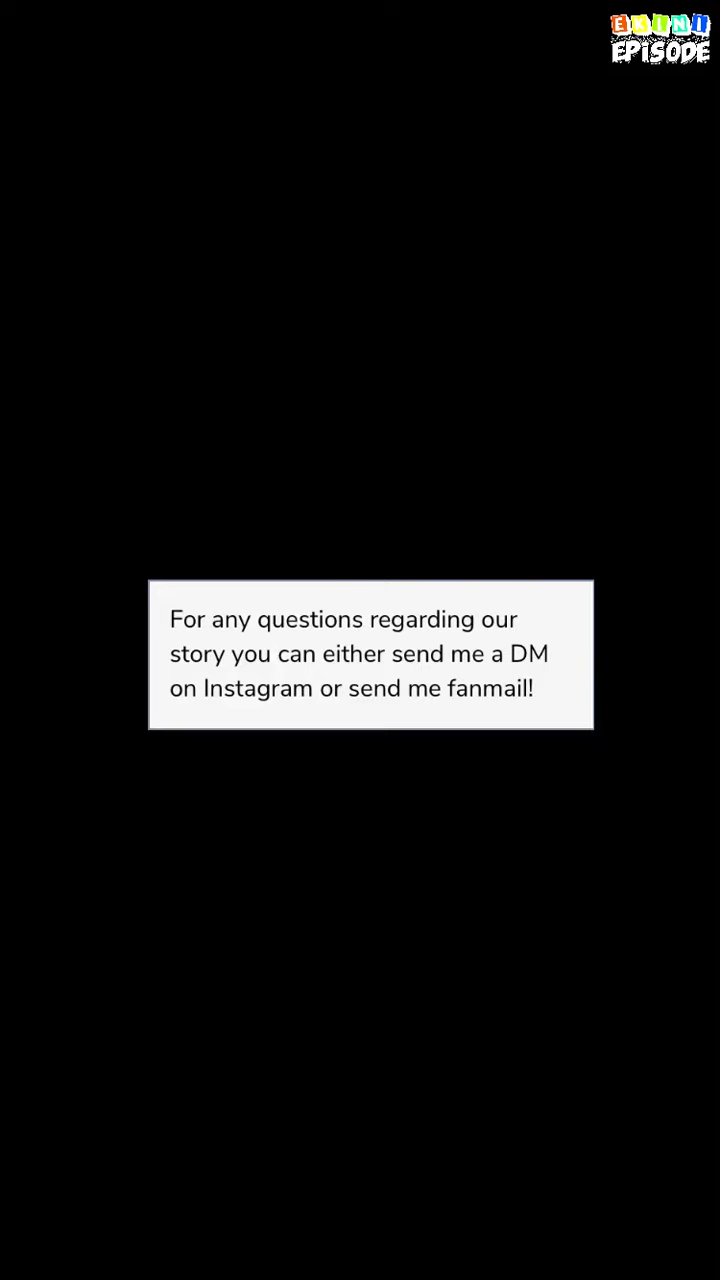 EKINI
EPISODE
For any questions regarding our
story you can either send me a DM
on Instagram or send me fanmail!